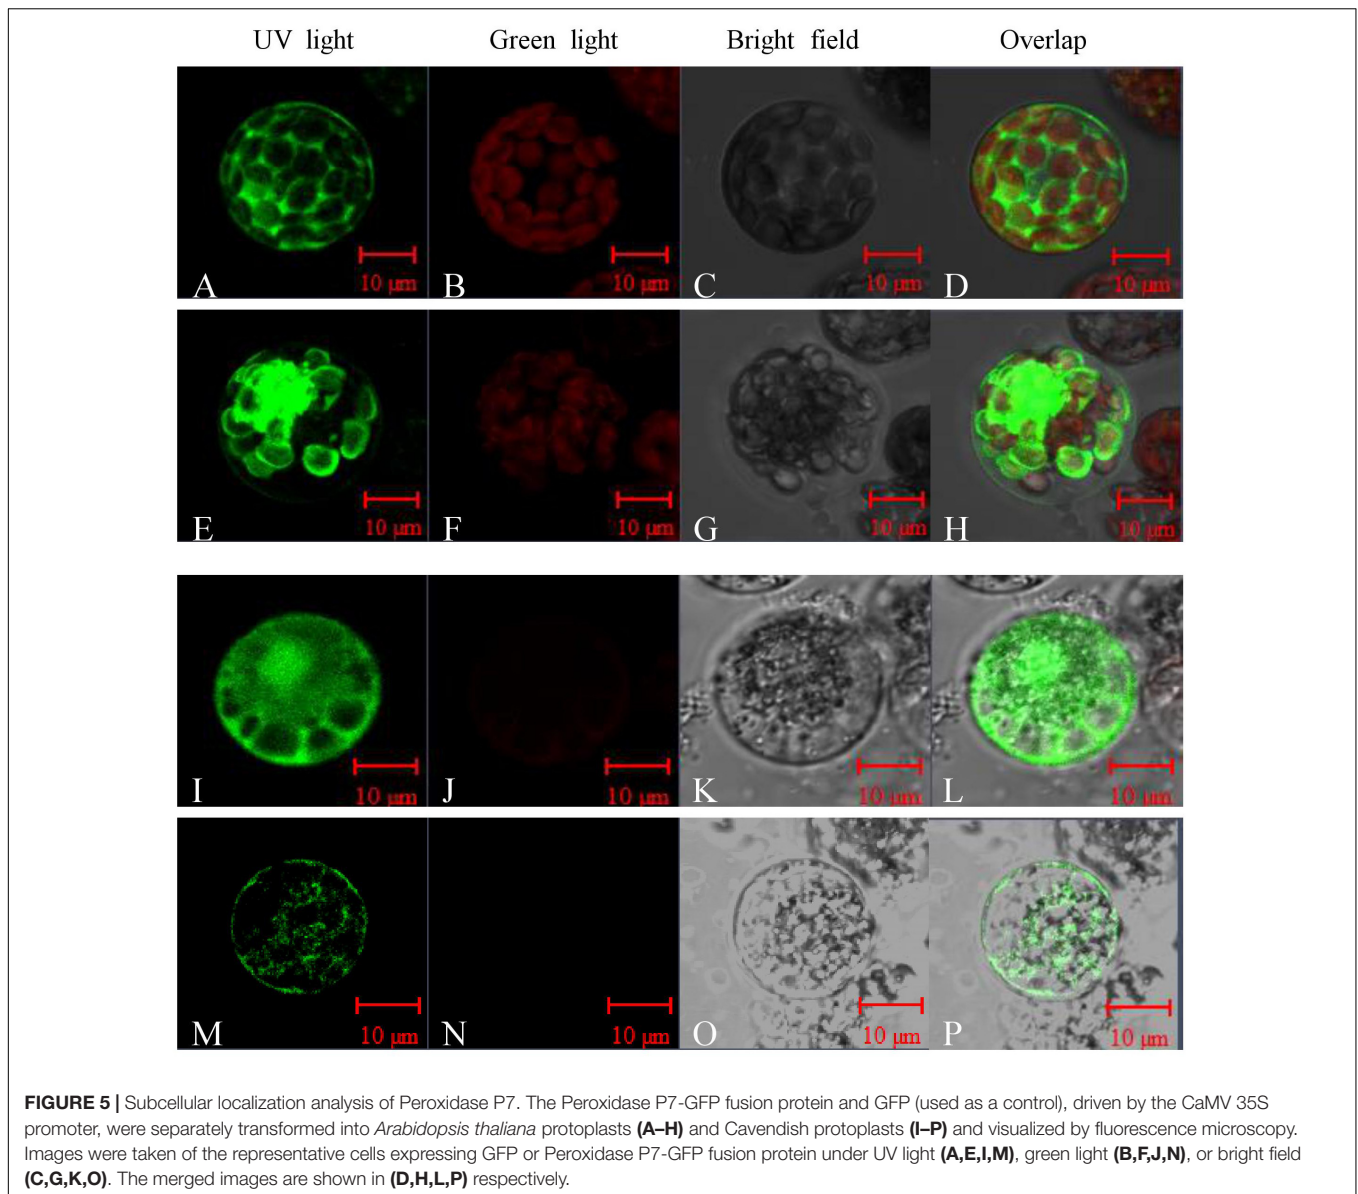 UV light Green light Bright field Overlap
10 µm 10 µm 10 µm 10 µm
A B C D
10 µm 10 µm 10 µm 10 µm
E F G H
10 µm 10 µm 10 µm 10 µm
I J K L
10 µm 10 µm 10 µm 10 µm
M N O P
FIGURE 5 | Subcellular localization analysis of Peroxidase P7. The Peroxidase P7-GFP fusion protein and GFP (used as a control), driven by the CaMV 35S
promoter, were separately transformed into Arabidopsis thaliana protoplasts (A–H) and Cavendish protoplasts (I–P) and visualized by fluorescence microscopy.
Images were taken of the representative cells expressing GFP or Peroxidase P7-GFP fusion protein under UV light (A,E,I,M), green light (B,F,J,N), or bright field
(C,G,K,O). The merged images are shown in (D,H,L,P) respectively.